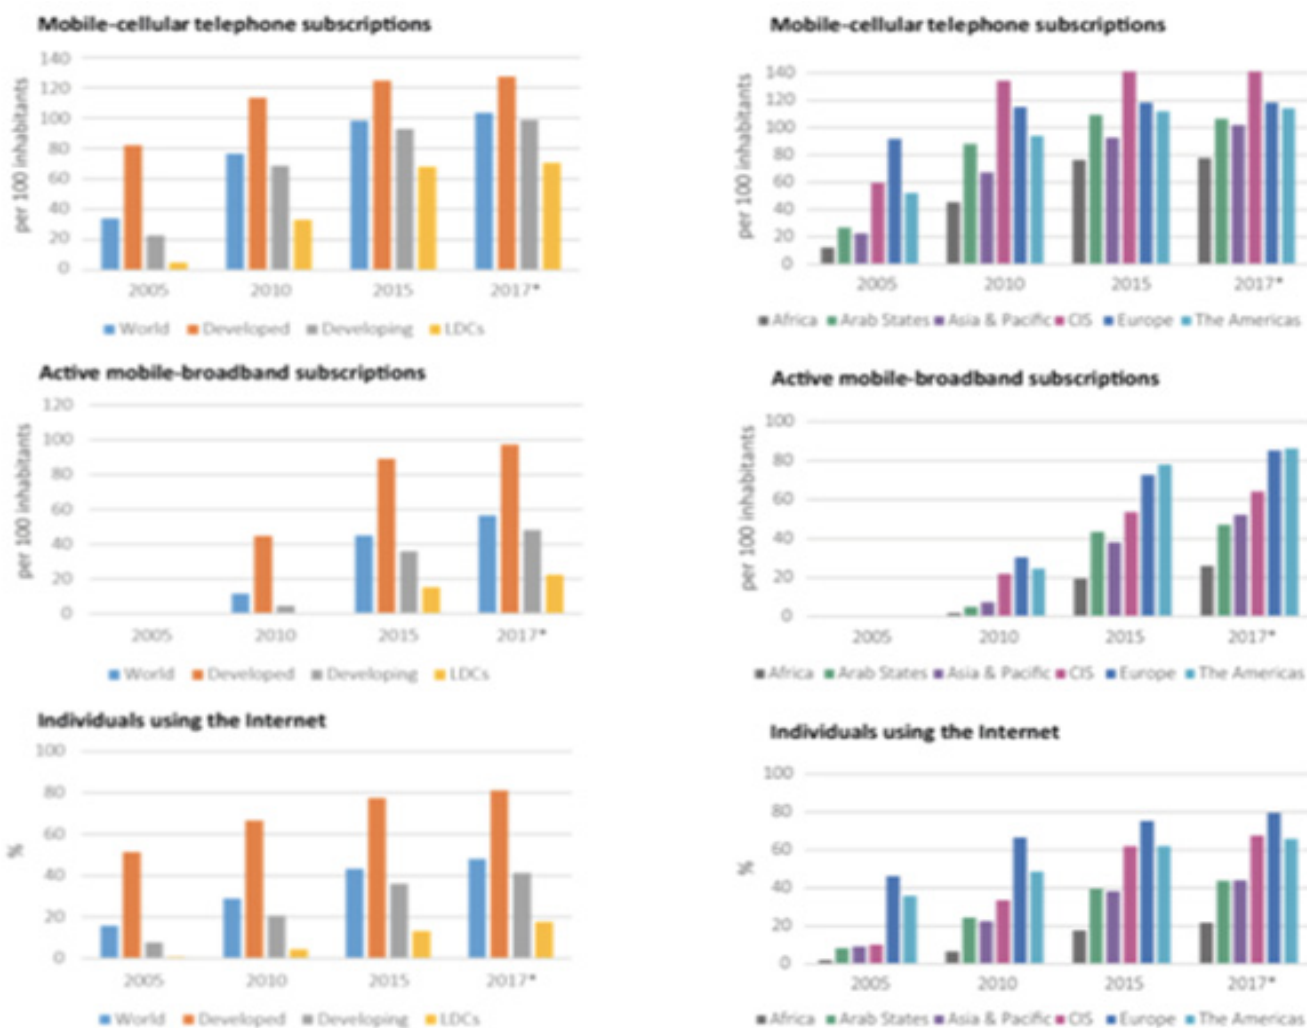 Mobile-cellular telephone subscriptions
per 100 inhabitants
140
120
100
80
60
40
20
0
2005 2010 2015 2017*
World Developed Developing LDCs
Mobile-cellular telephone subscriptions
per 100 inhabitants
140
120
100
80
60
40
20
0
2005 2010 2015 2017*
Africa Arab States Asia & Pacific CIS Europe The Americas
Active mobile-broadband subscriptions
per 100 inhabitants
120
100
80
60
40
20
0
2005 2010 2015 2017*
World Developed Developing LDCs
Active mobile-broadband subscriptions
per 100 inhabitants
100
80
60
40
20
0
2005 2010 2015 2017*
Africa Arab States Asia & Pacific CIS Europe The Americas
Individuals using the Internet
%
100
80
60
40
20
0
2005 2010 2015 2017*
World Developed Developing LDCs
Individuals using the Internet
%
100
80
60
40
20
0
2005 2010 2015 2017*
Africa Arab States Asia & Pacific CIS Europe The Americas